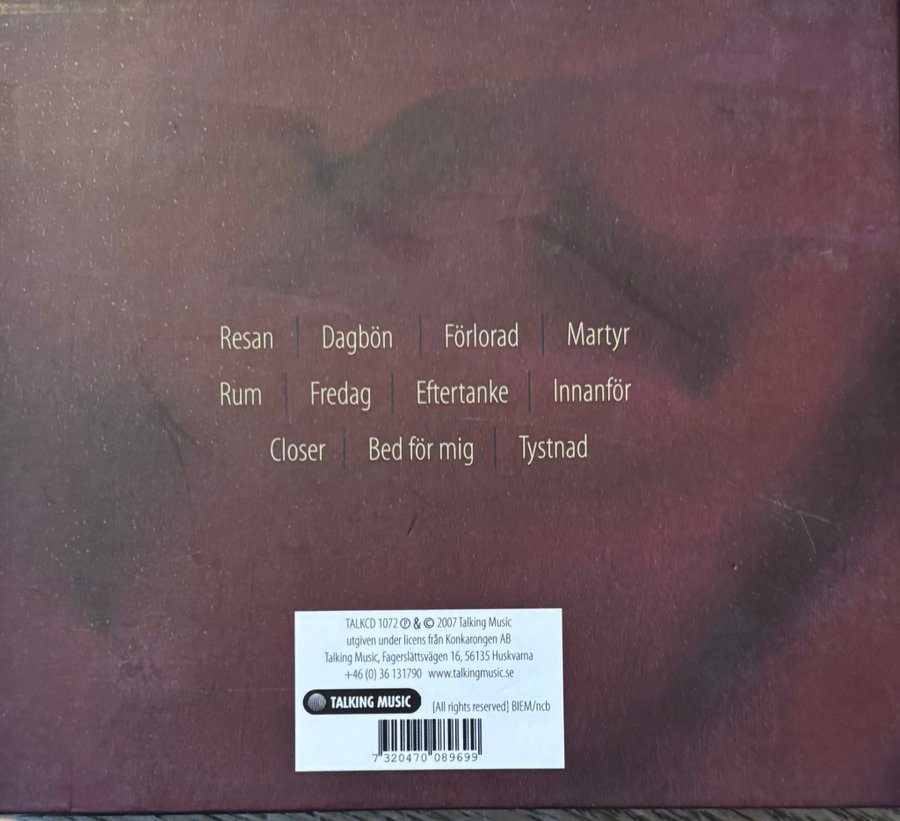 Resan | Dagbön | Förlorad | Martyr
Rum | Fredag | Eftertanke | Innanför
Closer | Bed för mig | Tystnad
TALKCD 1072 ℗ & © 2007 Talking Music
utgiven under licens från Konkarongen AB
Talking Music, Fagerslättsvägen 16, 56135 Huskvarna
+46 (0) 36 131790 www.talkingmusic.se
TALKING MUSIC
[All rights reserved] BIEM/ncb
7 320470 089699